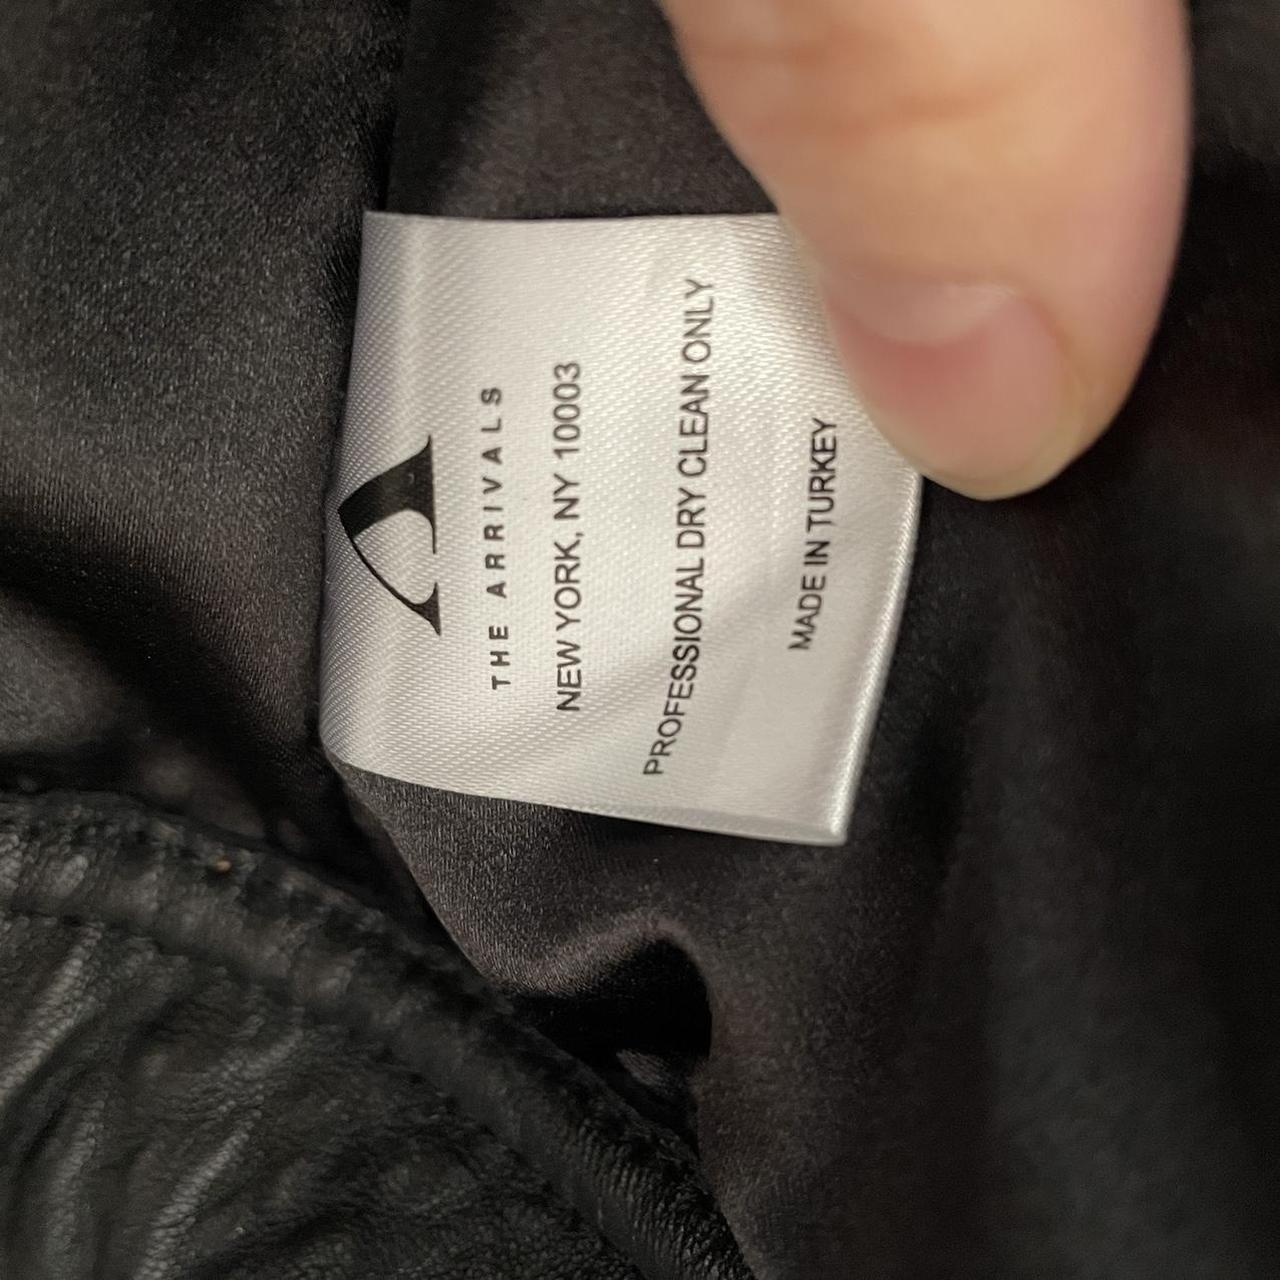 A
THE ARRIVALS
NEW YORK, NY 10003
PROFESSIONAL DRY CLEAN ONLY
MADE IN TURKEY